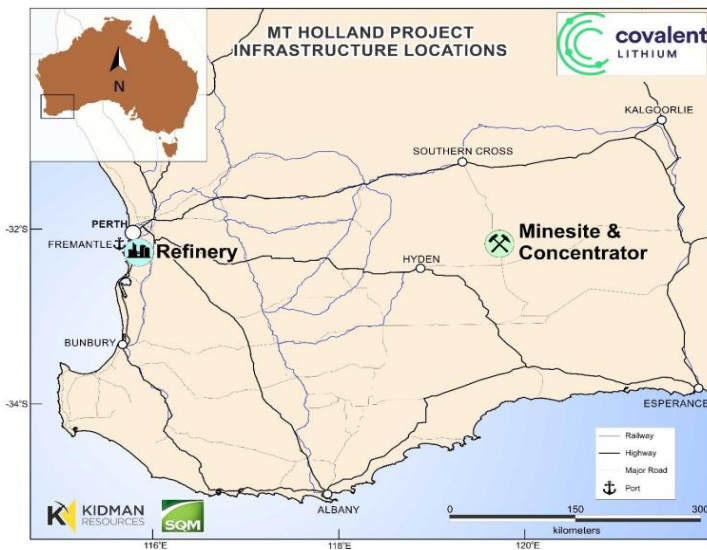 MT HOLLAND PROJECT
INFRASTRUCTURE LOCATIONS
covalent
LITHIUM
N
KALGOORLIE
SOUTHERN CROSS
-32°S
PERTH
FREMANTLE
Refinery
Minesite &
Concentrator
HYDEN
BUNBURY
-34°S
ESPERANCE
Railway
Highway
Major Road
Port
KIDMAN
RESOURCES
SQM
ALBANY
0 150 300
kilometers
116°E 118°E 120°E